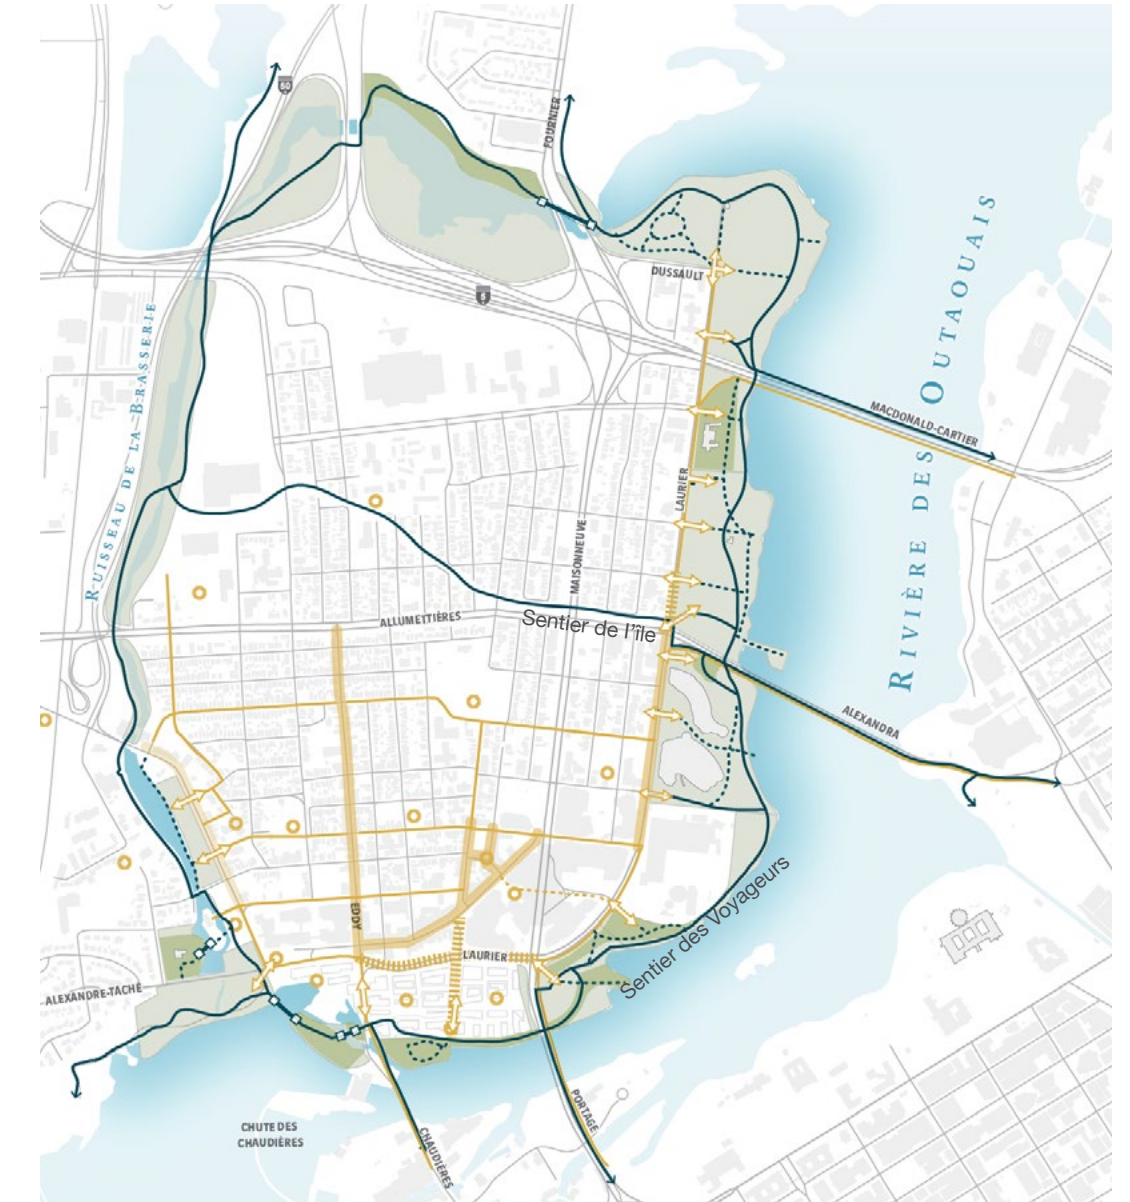 50
FOURNIER
DUSSAULT
5
RUISSEAU DE LA BRASSERIE
RIVIÈRE DES OUTAOUAIS
MACDONALD-CARTIER
LAURIER
MAISONNEUVE
ALLUMETTIÈRES
Sentier de l'île
ALEXANDRA
Sentier des Voyageurs
EDDY
LAURIER
ALEXANDRE-TACHÉ
PORTAGE
CHAUDIÈRES
CHUTE DES
CHAUDIÈRES